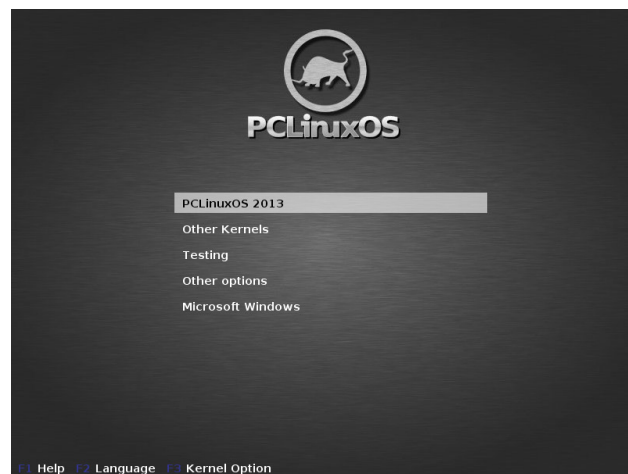 PCLinuxOS
PCLinuxOS 2013
Other Kernels
Testing
Other options
Microsoft Windows
F1 Help F2 Language F3 Kernel Option